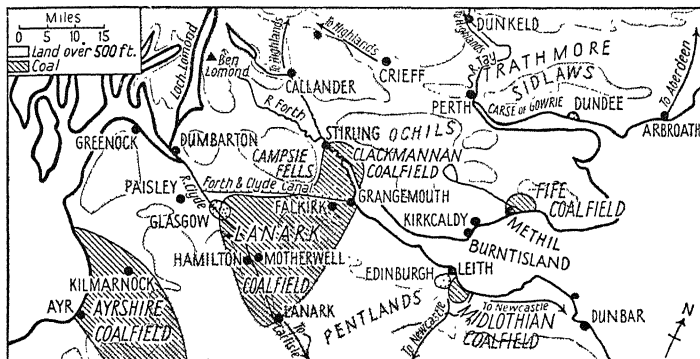 Miles
0 5 10 15
Land over 500 ft.
Coal
Loch Lomond
Ben Lomond
To Highlands
To Highlands
CALLANDER
CRIEFF
To Highlands
DUNKELD
R. Tay
STRATHMORE
SIDLAWS
PERTH
CARSE OF GOWRIE
DUNDEE
To Aberdeen
ARBROATH
GREENOCK
DUMBARTON
R. Forth
STIRLING
OCHILS
CAMPSIE FELLS
CLACKMANNAN COALFIELD
PAISLEY
R. Clyde
Forth & Clyde Canal
GRANGEMOUTH
FALKIRK
FIFE COALFIELD
GLASGOW
KIRKCALDY
METHIL
BURNTISLAND
LANARK COALFIELD
HAMILTON
MOTHERWELL
EDINBURGH
LEITH
KILMARNOCK
AYR
AYRSHIRE COALFIELD
LANARK
To Carlisle
PENTLANDS
To Newcastle
To Newcastle
MIDLOTHIAN COALFIELD
DUNBAR
N